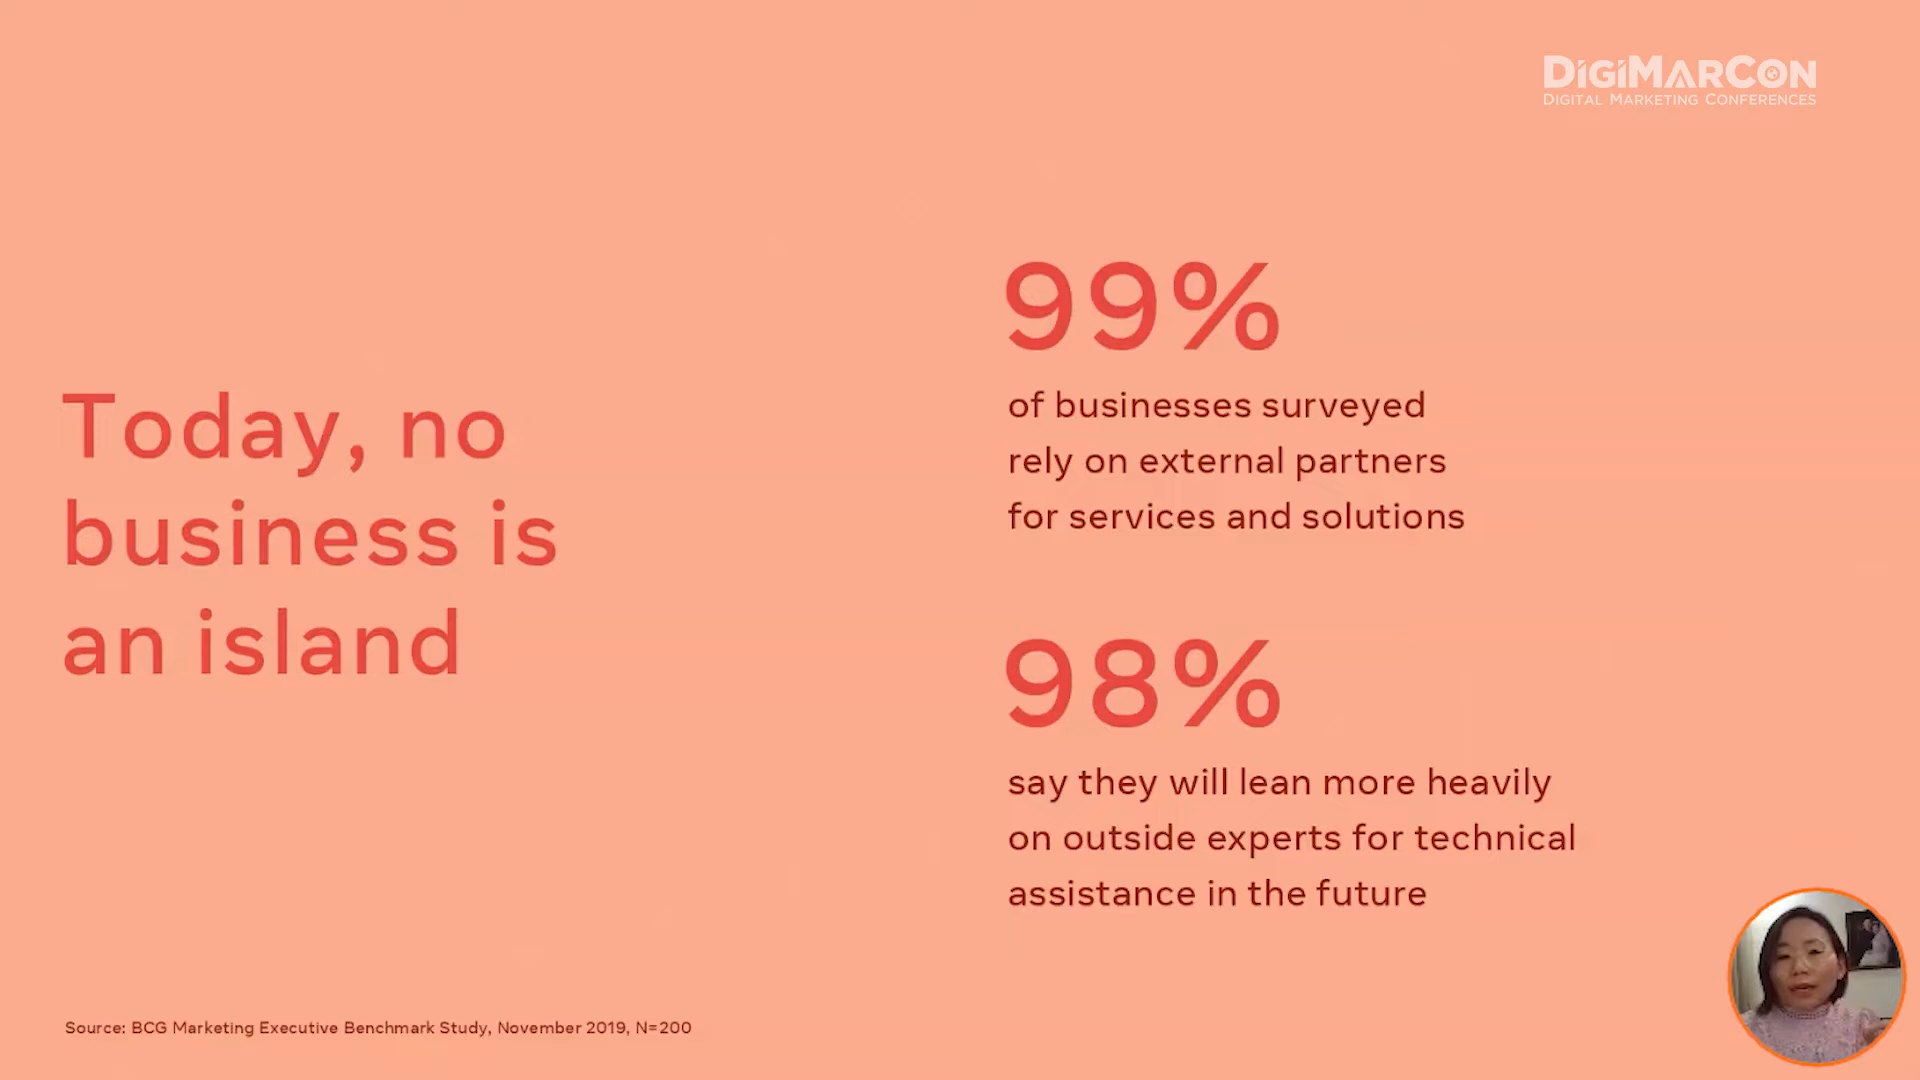 DIGIMARCON
DIGITAL MARKETING CONFERENCES
Today, no
business is
an island
99%
of businesses surveyed
rely on external partners
for services and solutions
98%
say they will lean more heavily
on outside experts for technical
assistance in the future
Source: BCG Marketing Executive Benchmark Study, November 2019, N=200